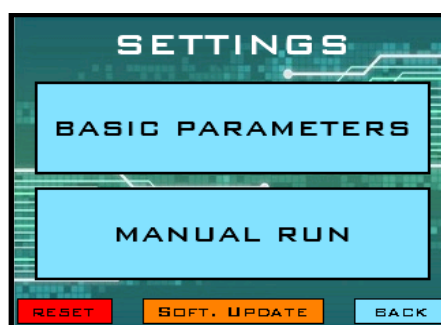 SETTINGS
BASIC PARAMETERS
MANUAL RUN
RESET SOFT. UPDATE BACK